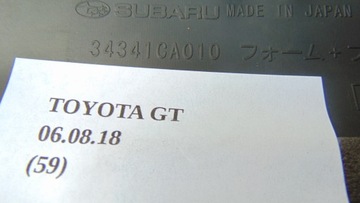 SUBARU MADE IN JAPAN
34341CA010 フォーム+
TOYOTA GT
06.08.18
(59)